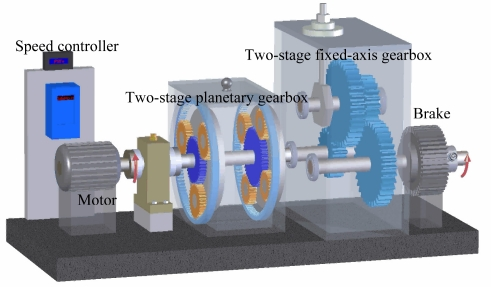 Speed controller
Two-stage fixed-axis gearbox
Two-stage planetary gearbox
Brake
Motor